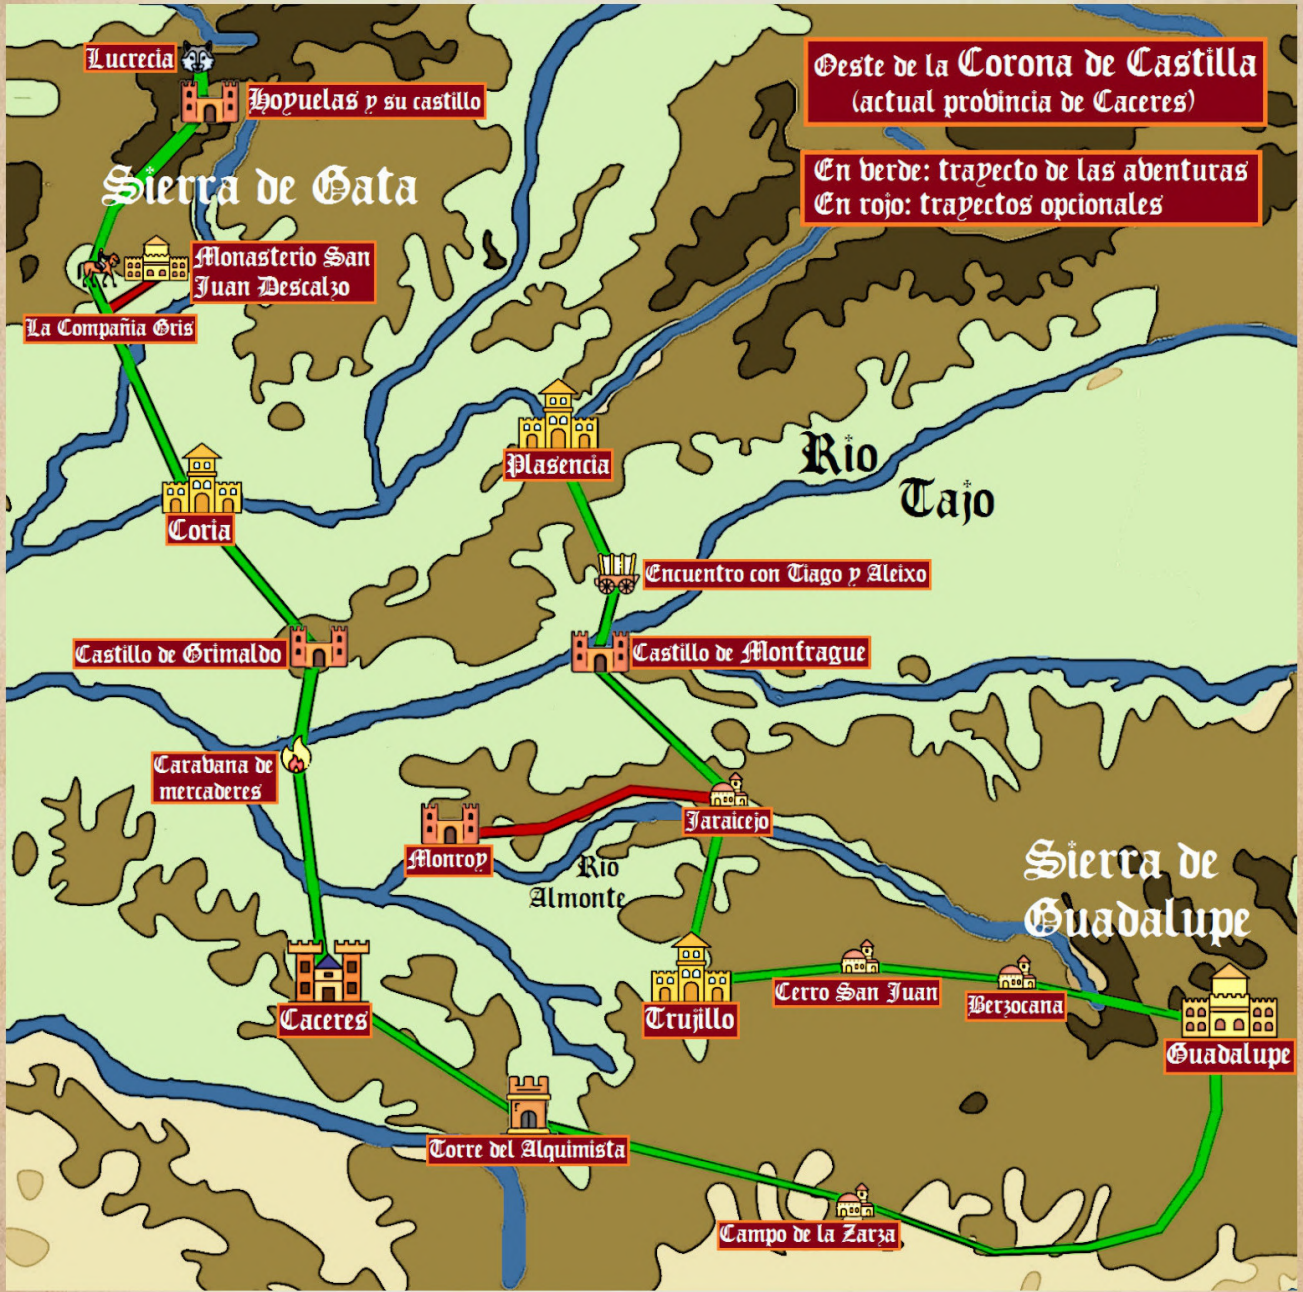 Lucrecia
Hoyuelas y su castillo
Oeste de la Corona de Castilla
(actual provincia de Caceres)
En verde: trayecto de las aventuras
En rojo: trayectos opcionales
Sierra de Gata
Monasterio San
Juan Descalzo
La Compañia Gris
Plasencia
Rio
Tajo
Coria
Encuentro con Tiago y Aleixo
Castillo de Grimaldo
Castillo de Monfrague
Caravana de
mercaderes
Jaraicejo
Monroy
Rio
Almonte
Sierra de
Guadalupe
Caceres
Trujillo
Cerro San Juan
Berzocana
Guadalupe
Torre del Alquimista
Campo de la Zarza